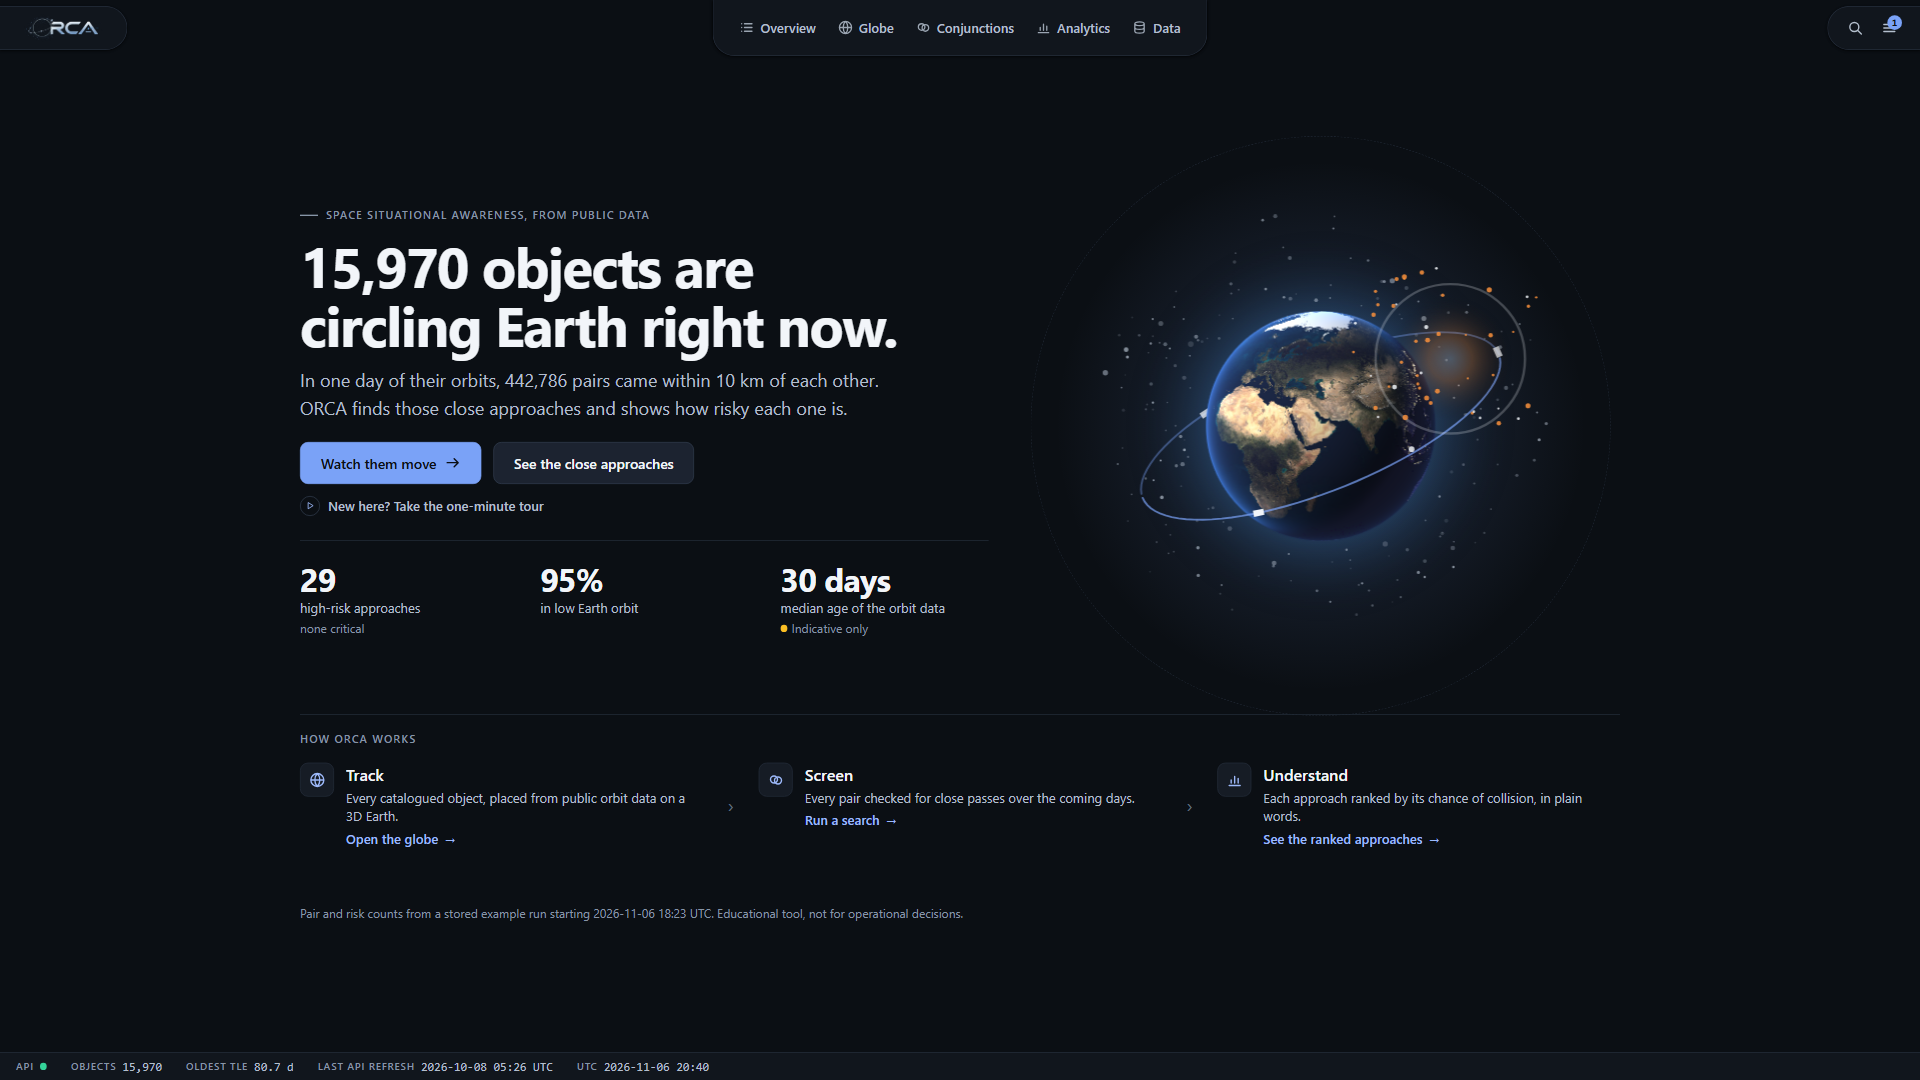 ORCA
Overview
Globe
Conjunctions
Analytics
Data
1
SPACE SITUATIONAL AWARENESS, FROM PUBLIC DATA
15,970 objects are
circling Earth right now.
In one day of their orbits, 442,786 pairs came within 10 km of each other.
ORCA finds those close approaches and shows how risky each one is.
Watch them move →
See the close approaches
New here? Take the one-minute tour
29
high-risk approaches
none critical
95%
in low Earth orbit
30 days
median age of the orbit data
Indicative only
HOW ORCA WORKS
Track
Every catalogued object, placed from public orbit data on a
3D Earth.
Open the globe →
Screen
Every pair checked for close passes over the coming days.
Run a search →
Understand
Each approach ranked by its chance of collision, in plain
words.
See the ranked approaches →
Pair and risk counts from a stored example run starting 2026-11-06 18:23 UTC. Educational tool, not for operational decisions.
API
OBJECTS 15,970
OLDEST TLE 80.7 d
LAST API REFRESH 2026-10-08 05:26 UTC
UTC 2026-11-06 20:40